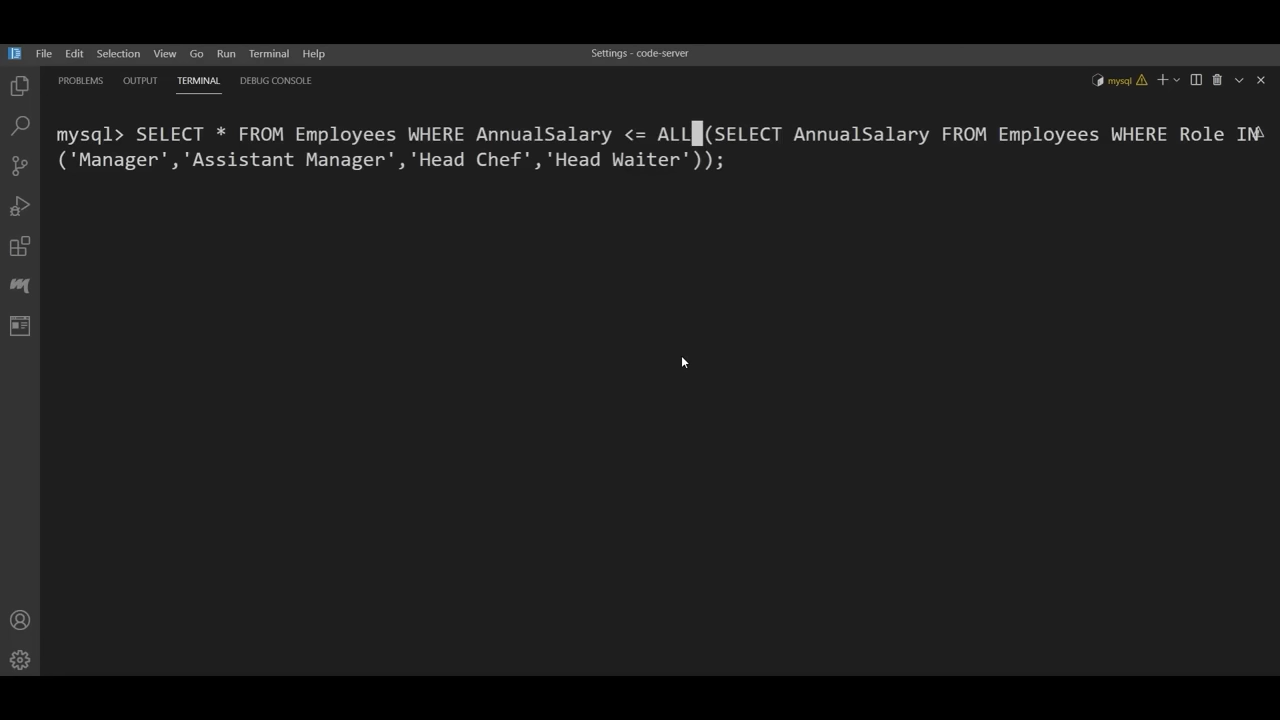 File Edit Selection View Go Run Terminal Help
Settings - code-server
PROBLEMS OUTPUT TERMINAL DEBUG CONSOLE
mysql
mysql> SELECT * FROM Employees WHERE AnnualSalary <= ALL (SELECT AnnualSalary FROM Employees WHERE Role IN
('Manager','Assistant Manager','Head Chef','Head Waiter'));